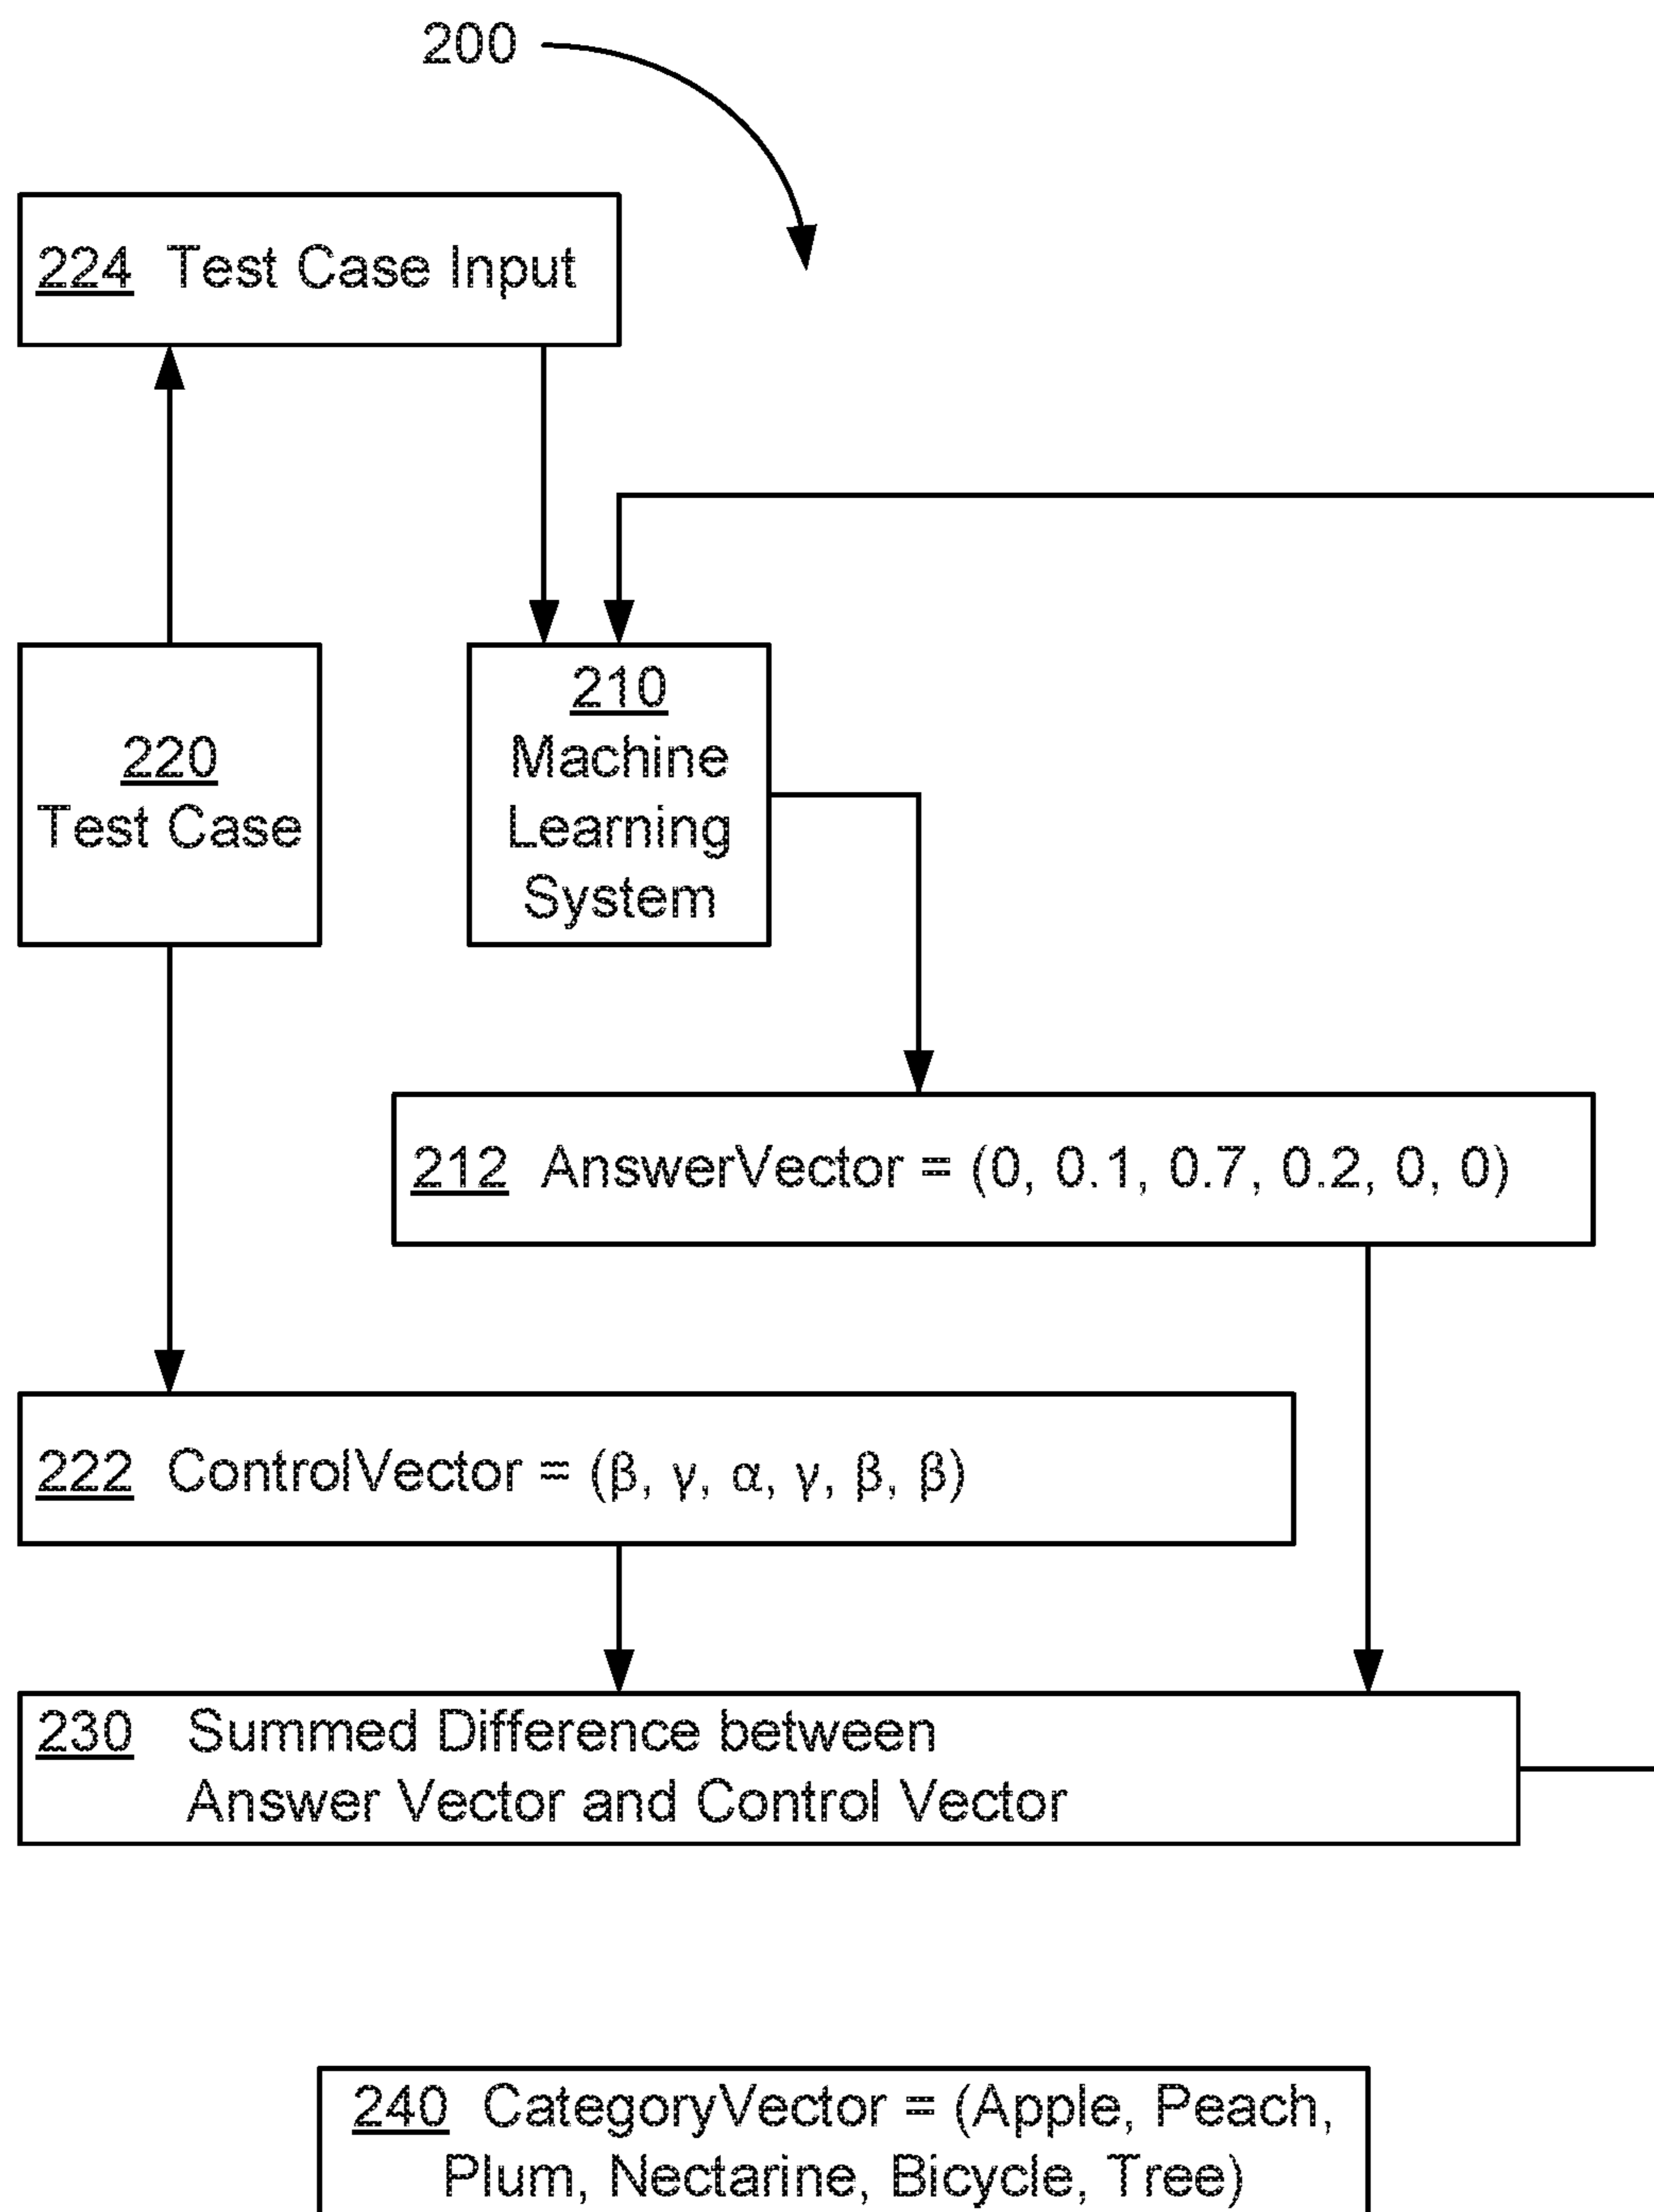 200
224 Test Case Input
220
Test Case
210
Machine
Learning
System
212 AnswerVector = (0, 0.1, 0.7, 0.2, 0, 0)
222 ControlVector = (β, γ, α, γ, β, β)
230 Summed Difference between
Answer Vector and Control Vector
240 CategoryVector = (Apple, Peach,
Plum, Nectarine, Bicycle, Tree)